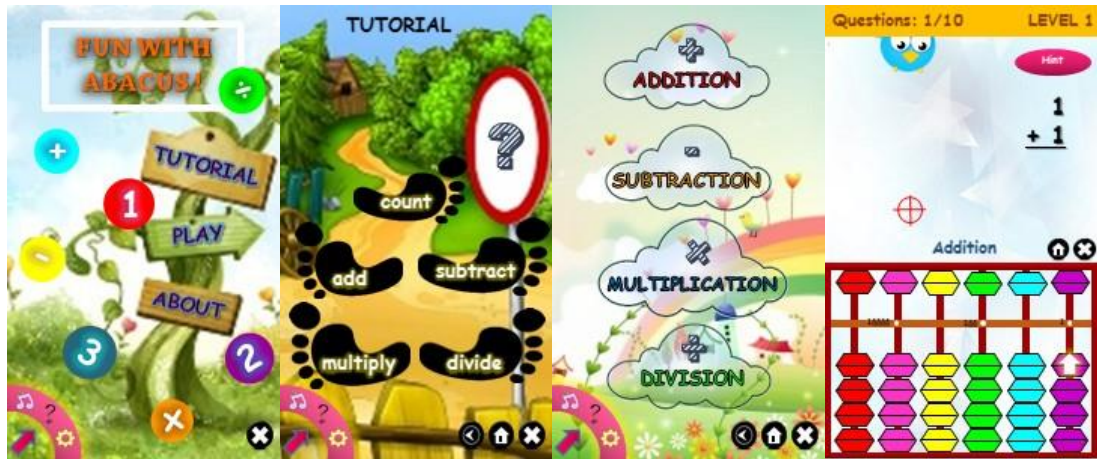 FUN WITH
ABACUS!
÷
+
TUTORIAL
1
PLAY
-
ABOUT
3
2
×
?
TUTORIAL
?
count
add
subtract
multiply
divide
?
+
ADDITION
-
SUBTRACTION
×
MULTIPLICATION
÷
DIVISION
?
Questions: 1/10 LEVEL 1
Hint
1
+ 1
Addition